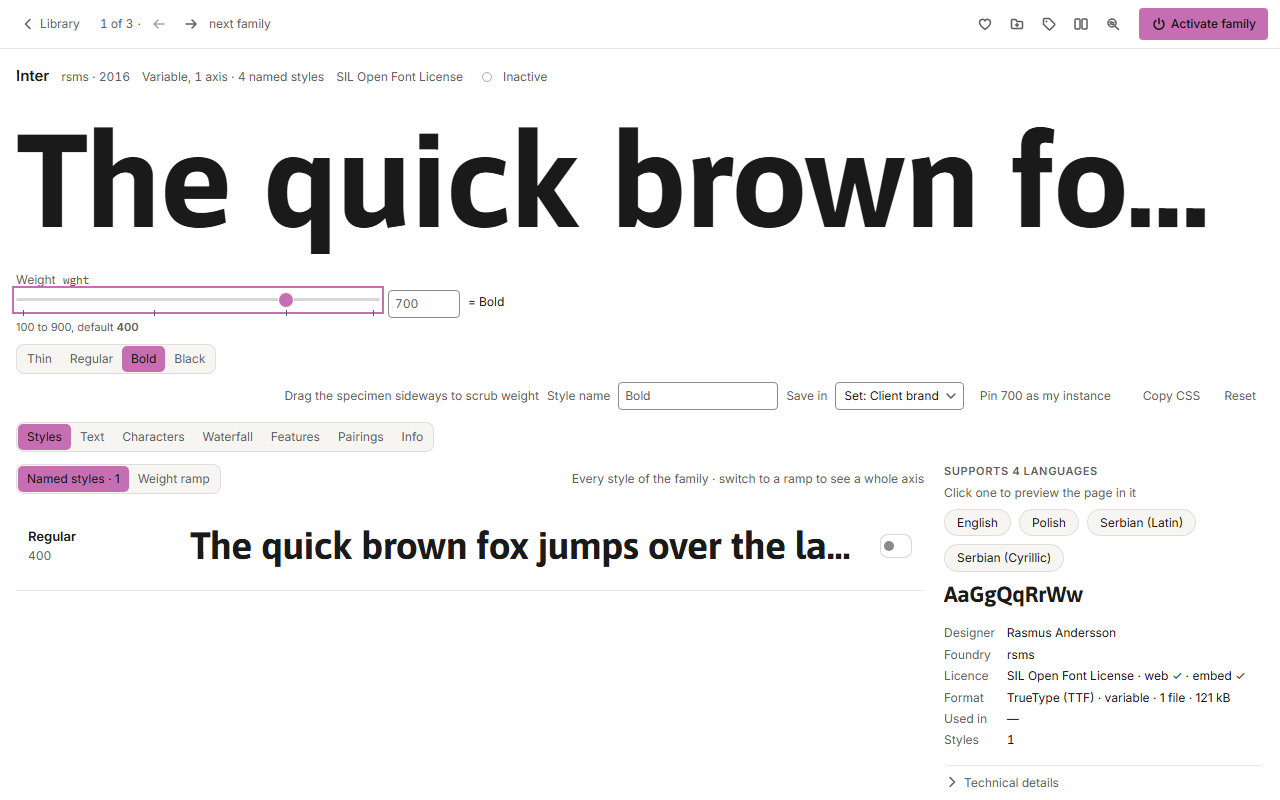 Library 1 of 3 · next family Activate family
Inter rsms · 2016 Variable, 1 axis · 4 named styles SIL Open Font License Inactive
The quick brown fo...
Weight wght
700 = Bold
100 to 900, default 400
Thin Regular Bold Black
Drag the specimen sideways to scrub weight Style name Bold Save in Set: Client brand Pin 700 as my instance Copy CSS Reset
Styles Text Characters Waterfall Features Pairings Info
Named styles · 1 Weight ramp Every style of the family · switch to a ramp to see a whole axis
Regular
400
The quick brown fox jumps over the la...
SUPPORTS 4 LANGUAGES
Click one to preview the page in it
English Polish Serbian (Latin)
Serbian (Cyrillic)
AaGgQqRrWw
Designer Rasmus Andersson
Foundry rsms
Licence SIL Open Font License · web ✓ · embed ✓
Format TrueType (TTF) · variable · 1 file · 121 kB
Used in —
Styles 1
Technical details